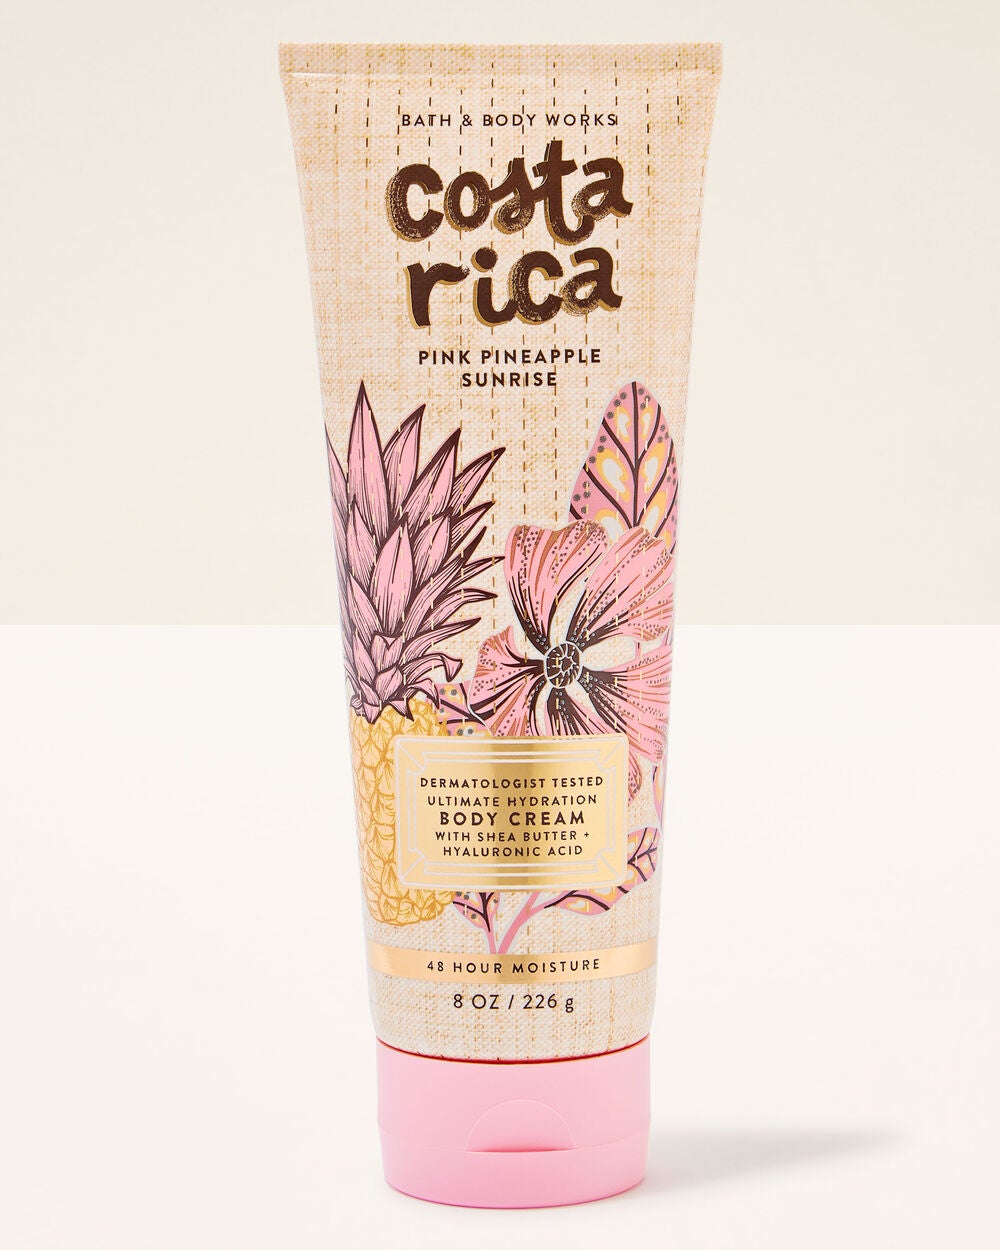 BATH & BODY WORKS
costa
rica
PINK PINEAPPLE
SUNRISE
DERMATOLOGIST TESTED
ULTIMATE HYDRATION
BODY CREAM
WITH SHEA BUTTER +
HYALURONIC ACID
48 HOUR MOISTURE
8 OZ / 226 g